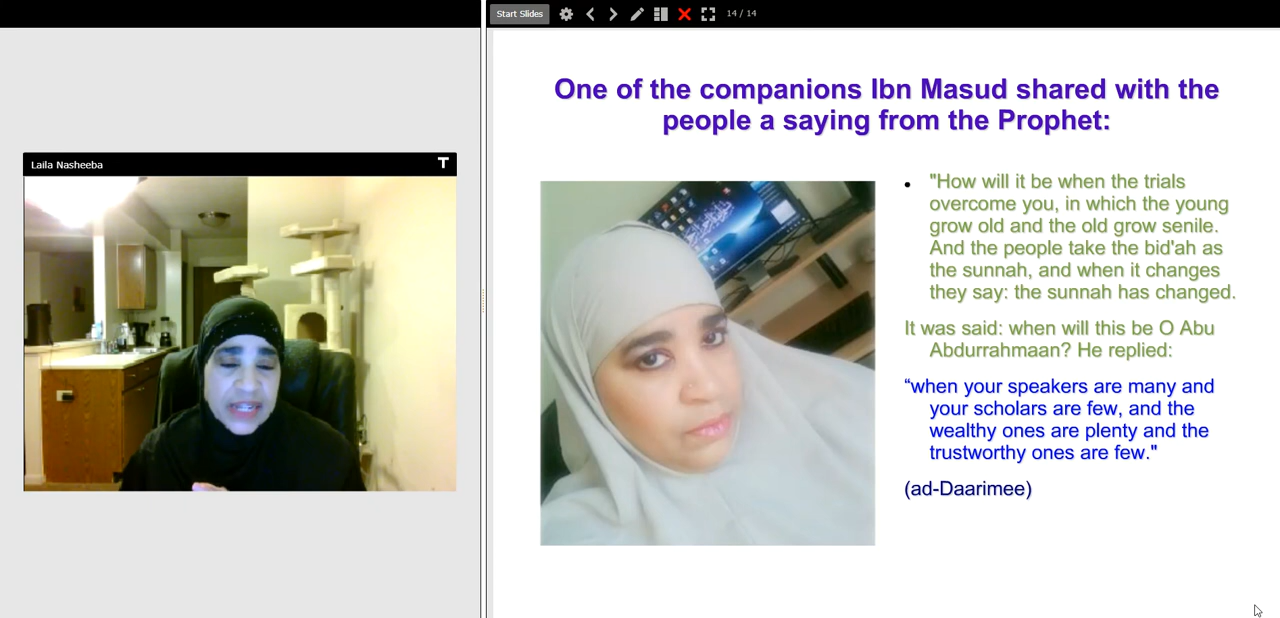 Start Slides
14 / 14
Laila Nasheeba
T
One of the companions Ibn Masud shared with the
people a saying from the Prophet:
• "How will it be when the trials
overcome you, in which the young
grow old and the old grow senile.
And the people take the bid'ah as
the sunnah, and when it changes
they say: the sunnah has changed.
It was said: when will this be O Abu
Abdurrahmaan? He replied:
“when your speakers are many and
your scholars are few, and the
wealthy ones are plenty and the
trustworthy ones are few."
(ad-Daarimee)